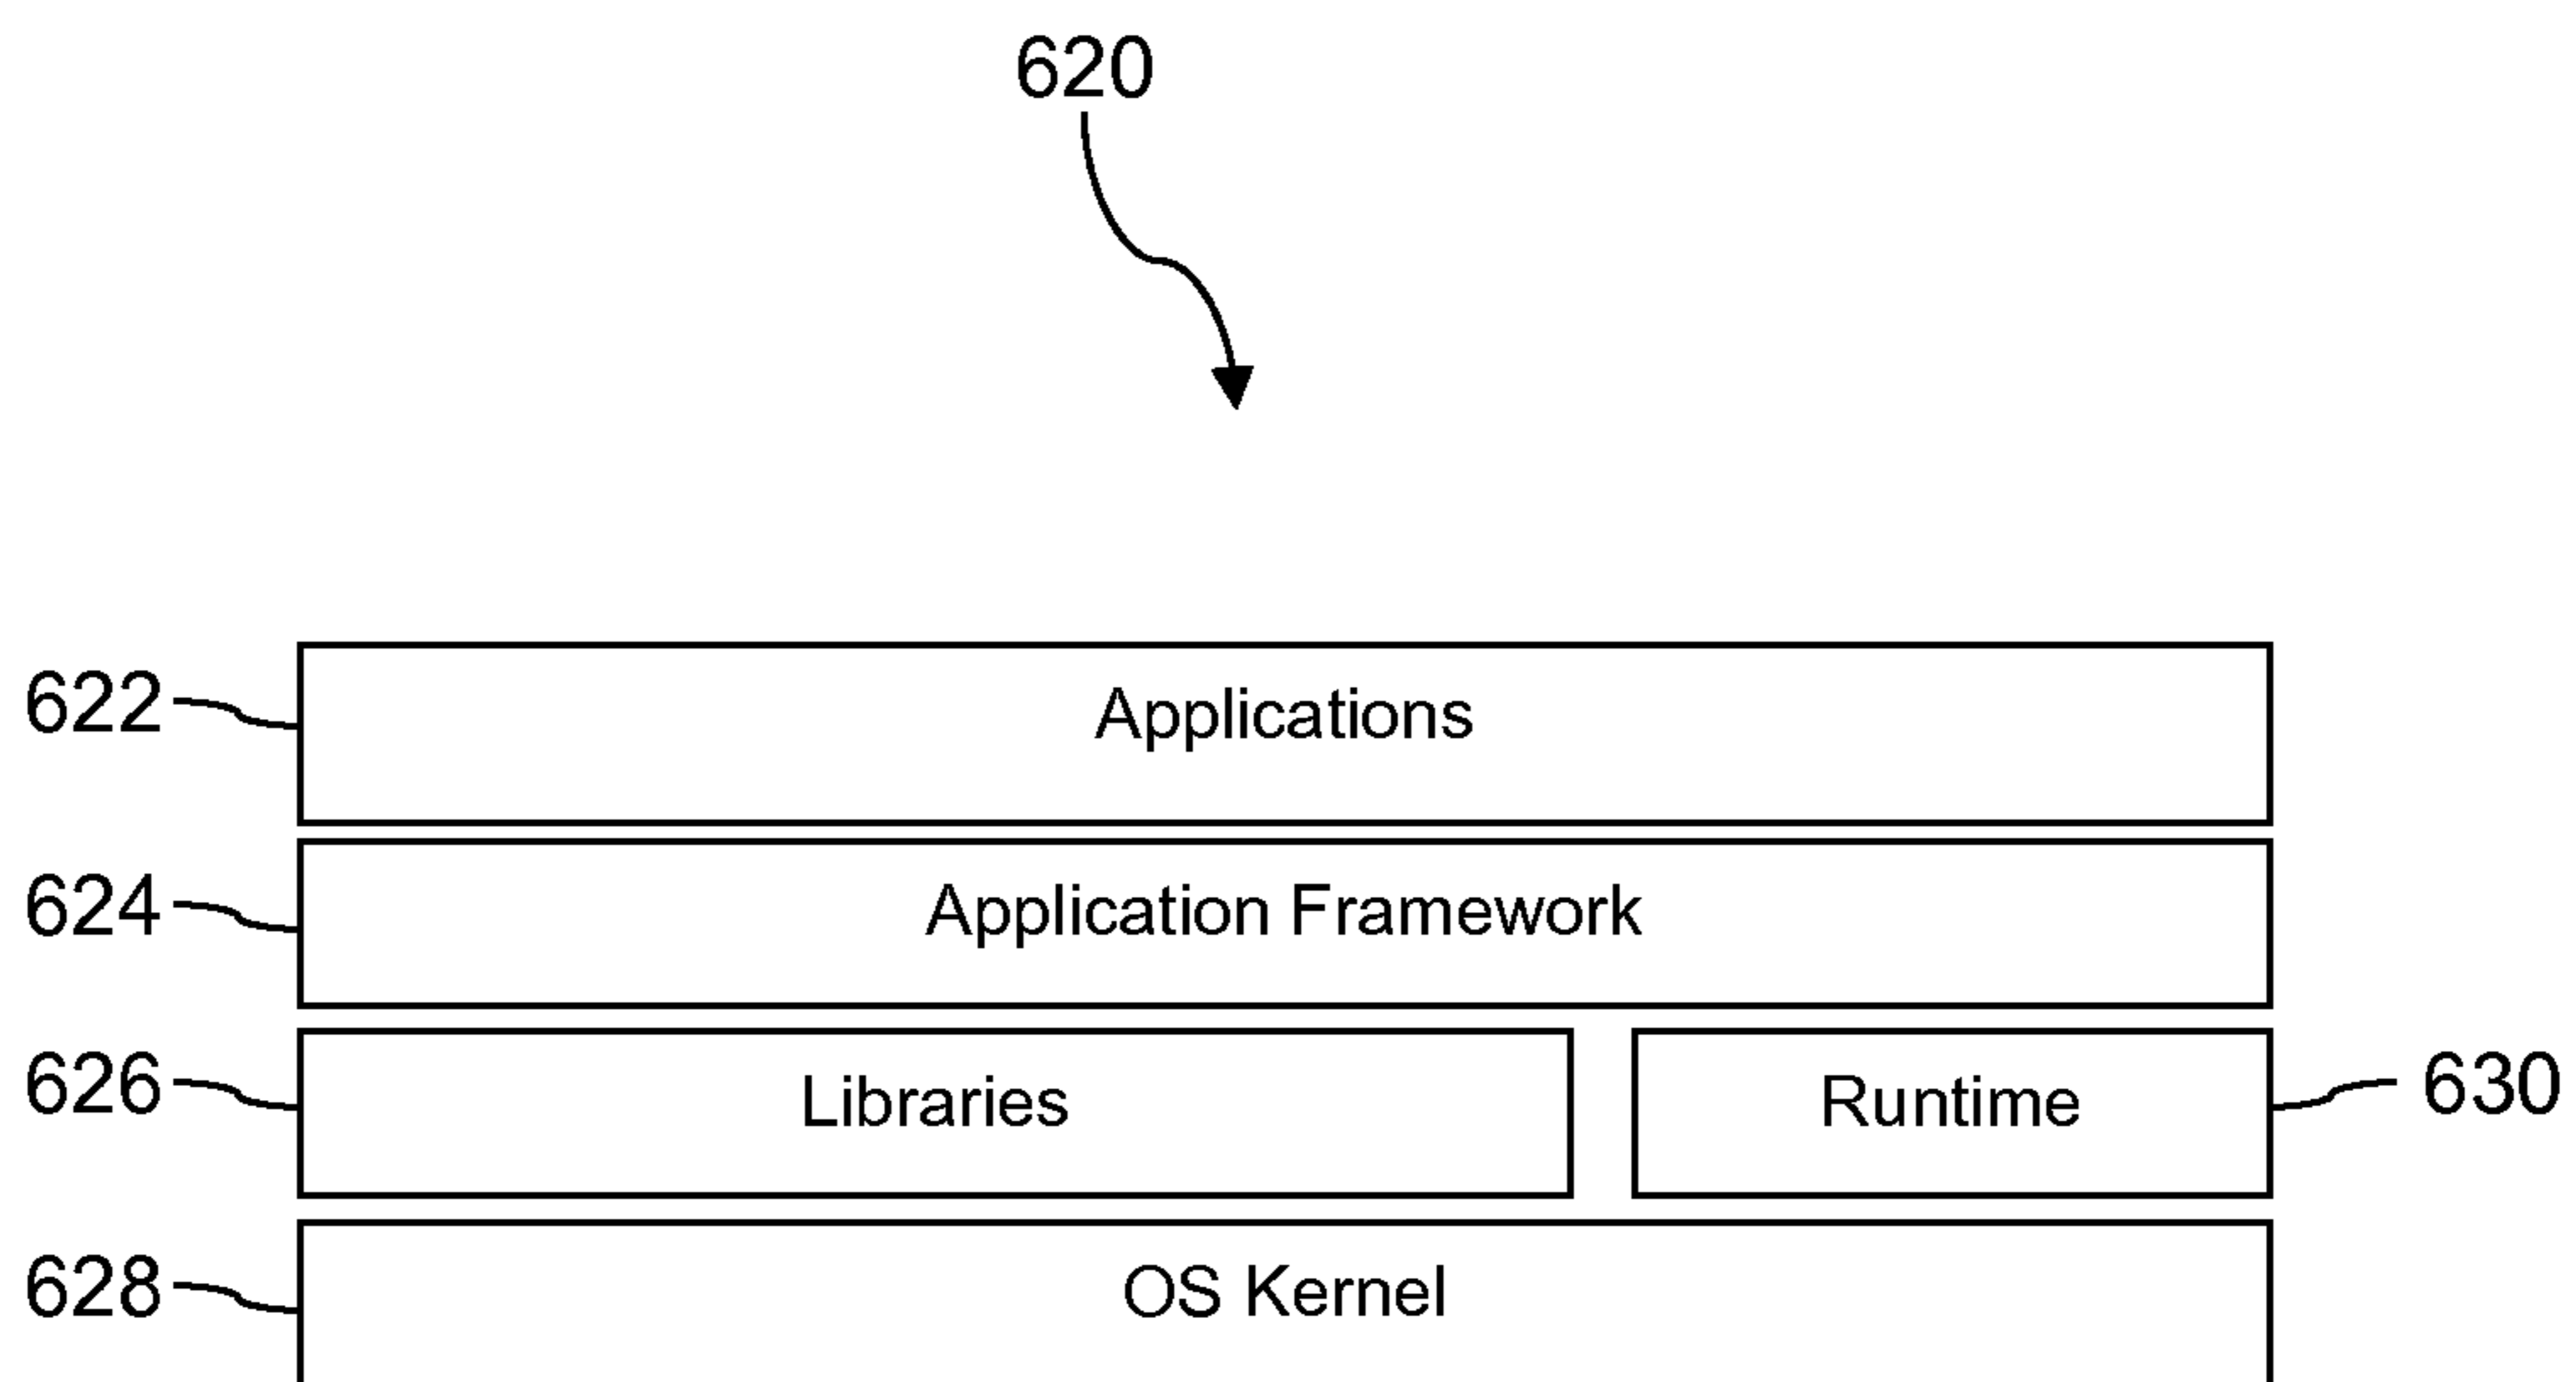 620
622 Applications
624 Application Framework
626 Libraries Runtime 630
628 OS Kernel